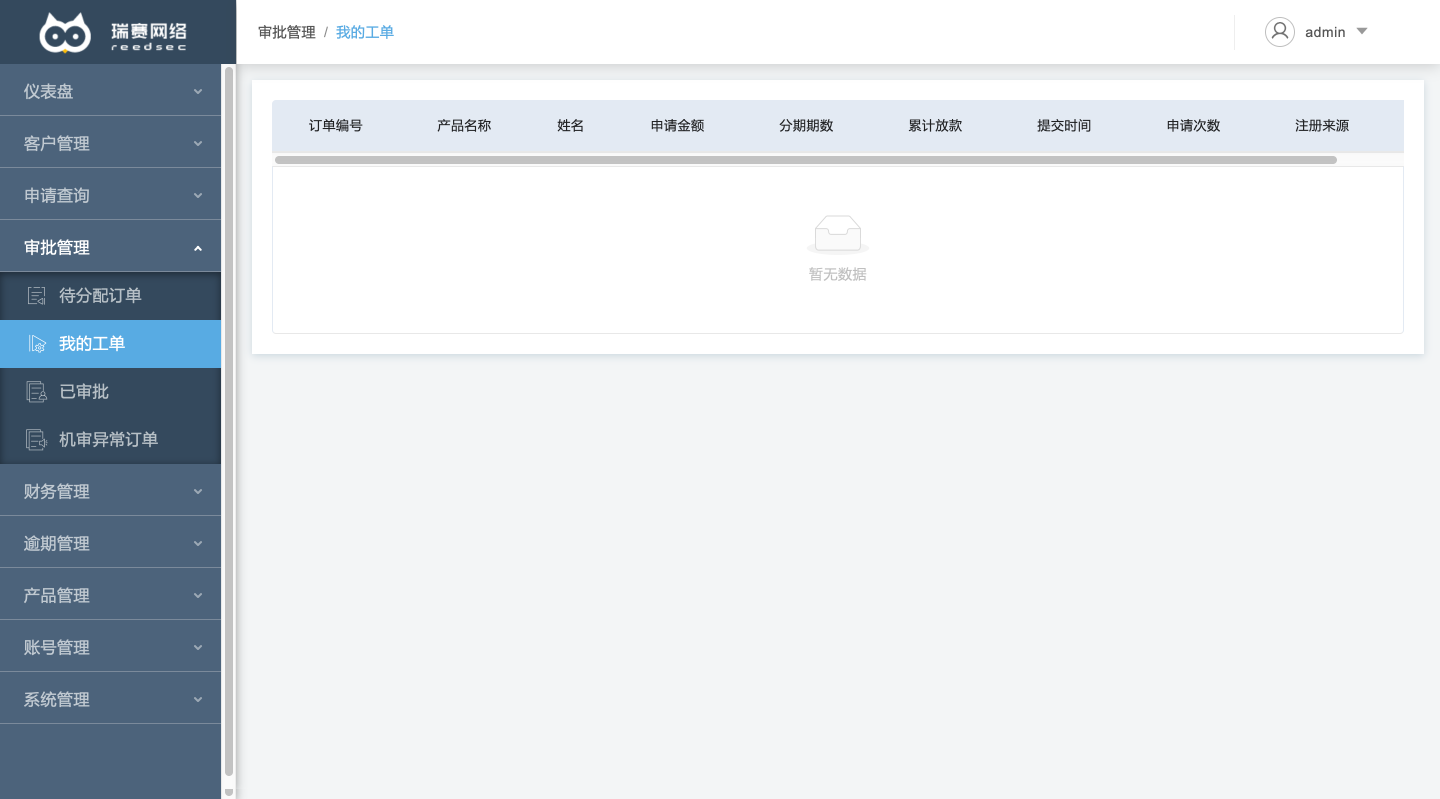 瑞赛网络
reedsec
审批管理 / 我的工单
admin
仪表盘
客户管理
申请查询
审批管理
待分配订单
我的工单
已审批
机审异常订单
财务管理
逾期管理
产品管理
账号管理
系统管理
订单编号 产品名称 姓名 申请金额 分期期数 累计放款 提交时间 申请次数 注册来源
暂无数据